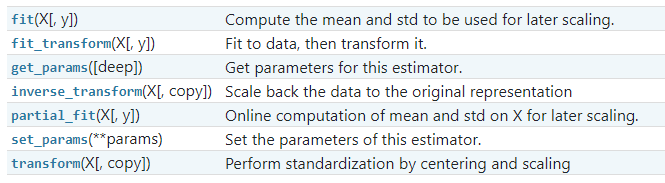 fit(X[, y]) Compute the mean and std to be used for later scaling.
fit_transform(X[, y]) Fit to data, then transform it.
get_params([deep]) Get parameters for this estimator.
inverse_transform(X[, copy]) Scale back the data to the original representation
partial_fit(X[, y]) Online computation of mean and std on X for later scaling.
set_params(**params) Set the parameters of this estimator.
transform(X[, copy]) Perform standardization by centering and scaling